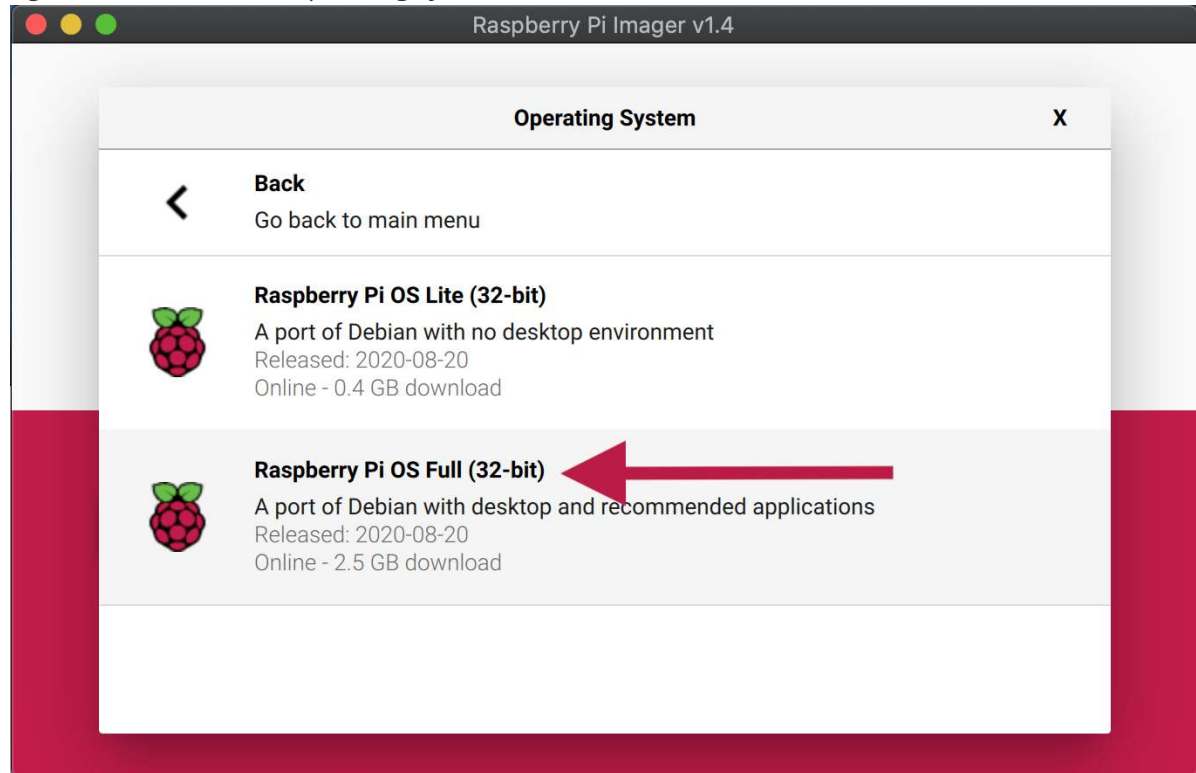 Raspberry Pi Imager v1.4
Operating System
X
Back
Go back to main menu
Raspberry Pi OS Lite (32-bit)
A port of Debian with no desktop environment
Released: 2020-08-20
Online - 0.4 GB download
Raspberry Pi OS Full (32-bit)
A port of Debian with desktop and recommended applications
Released: 2020-08-20
Online - 2.5 GB download